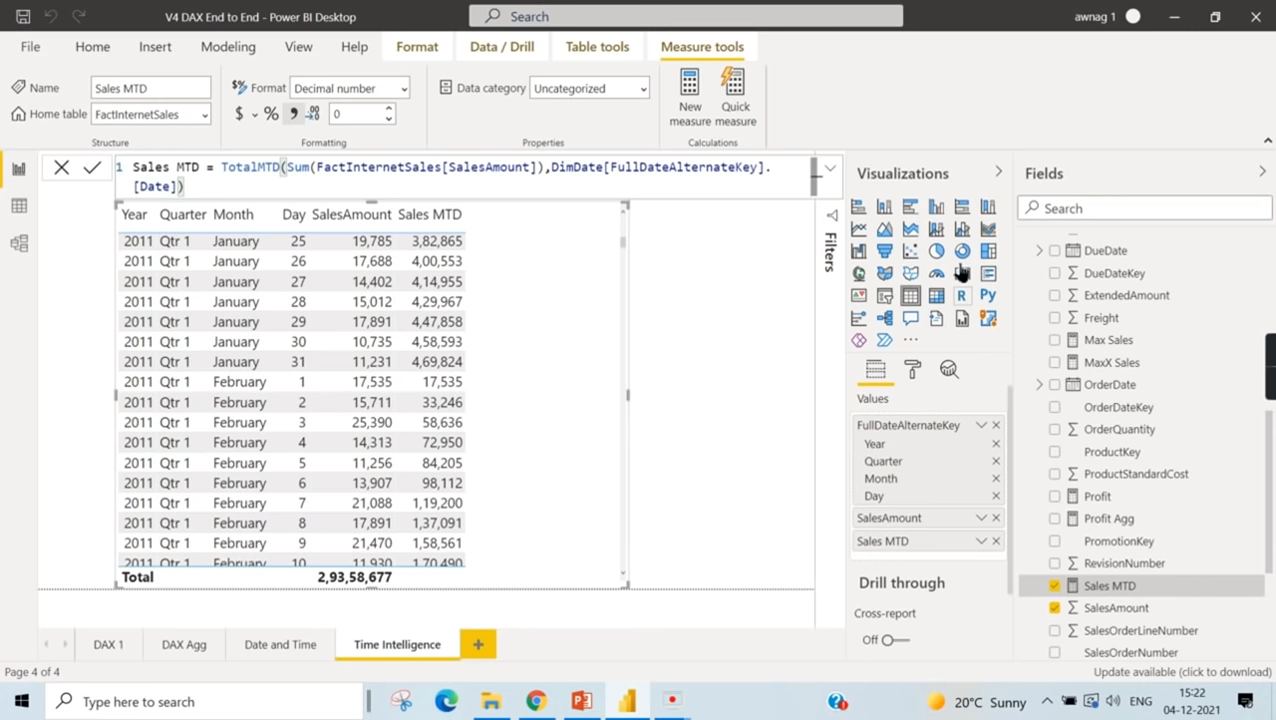 V4 DAX End to End - Power BI Desktop
Search
awnag 1
File Home Insert Modeling View Help Format Data / Drill Table tools Measure tools
Name Sales MTD
Home table FactInternetSales
Structure
Format Decimal number
$ % 0
Formatting
Data category Uncategorized
Properties
New measure
Quick measure
Calculations
1 Sales MTD = TotalMTD(Sum(FactInternetSales[SalesAmount]),DimDate[FullDateAlternateKey].
[Date])
Year Quarter Month Day SalesAmount Sales MTD
2011 Qtr 1 January 25 19,785 3,82,865
2011 Qtr 1 January 26 17,688 4,00,553
2011 Qtr 1 January 27 14,402 4,14,955
2011 Qtr 1 January 28 15,012 4,29,967
2011 Qtr 1 January 29 17,891 4,47,858
2011 Qtr 1 January 30 10,735 4,58,593
2011 Qtr 1 January 31 11,231 4,69,824
2011 Qtr 1 February 1 17,535 17,535
2011 Qtr 1 February 2 15,711 33,246
2011 Qtr 1 February 3 25,390 58,636
2011 Qtr 1 February 4 14,313 72,950
2011 Qtr 1 February 5 11,256 84,205
2011 Qtr 1 February 6 13,907 98,112
2011 Qtr 1 February 7 21,088 1,19,200
2011 Qtr 1 February 8 17,891 1,37,091
2011 Qtr 1 February 9 21,470 1,58,561
2011 Qtr 1 February 10 11,930 1,70,490
Total 2,93,58,677
Filters
Visualizations
R Py
Values
FullDateAlternateKey
Year
Quarter
Month
Day
SalesAmount
Sales MTD
Drill through
Cross-report
Off
Fields
Search
DueDate
DueDateKey
ExtendedAmount
Freight
Max Sales
MaxX Sales
OrderDate
OrderDateKey
OrderQuantity
ProductKey
ProductStandardCost
Profit
Profit Agg
PromotionKey
RevisionNumber
Sales MTD
SalesAmount
SalesOrderLineNumber
SalesOrderNumber
DAX 1 DAX Agg Date and Time Time Intelligence +
Page 4 of 4
Update available (click to download)
Type here to search
20°C Sunny
ENG
15:22
04-12-2021